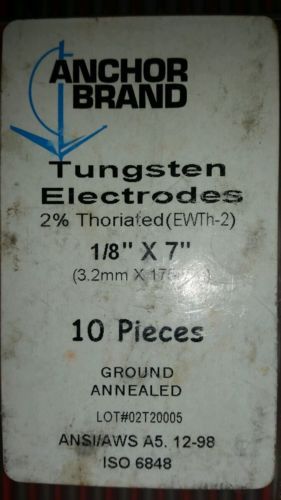 ANCHOR
BRAND
Tungsten
Electrodes
2% Thoriated(EWTh-2)
1/8" X 7"
(3.2mm X
10 Pieces
GROUND
ANNEALED
LOT#02T20005
ANSI/AWS A5. 12-98
ISO 6848